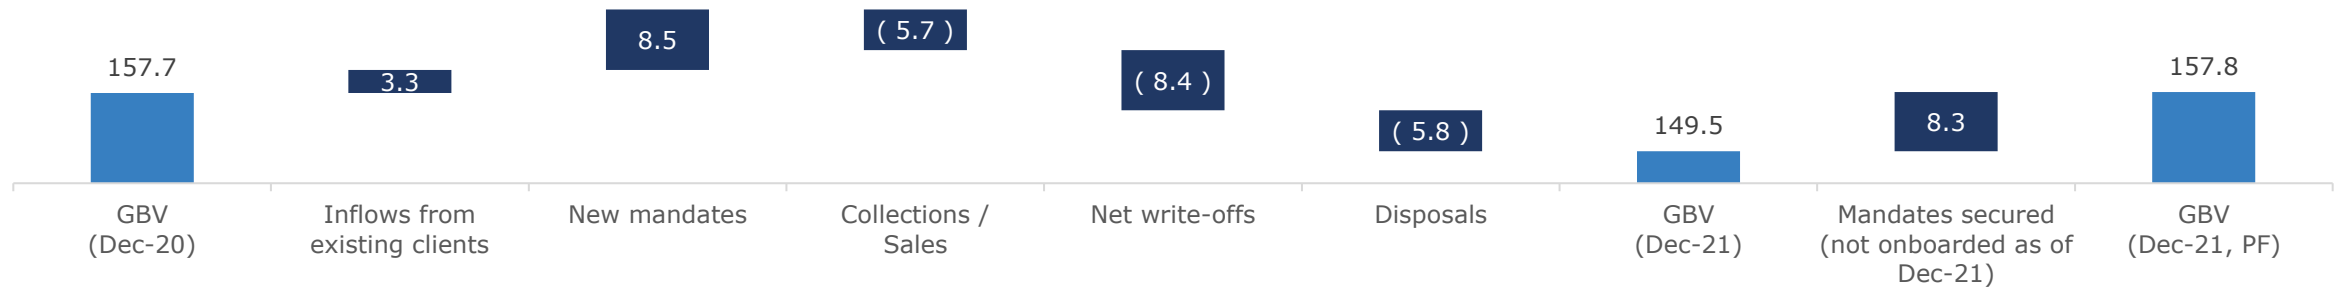 157.7
3.3
8.5
( 5.7 )
( 8.4 )
( 5.8 )
149.5
8.3
157.8
GBV
(Dec-20)
Inflows from
existing clients
New mandates
Collections /
Sales
Net write-offs
Disposals
GBV
(Dec-21)
Mandates secured
(not onboarded as of
Dec-21)
GBV
(Dec-21, PF)